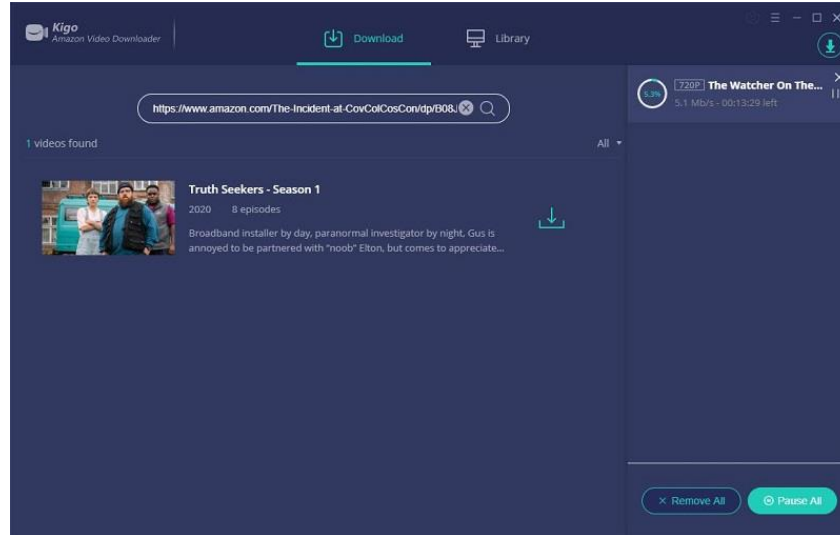 Kigo
Amazon Video Downloader
Download
Library
https://www.amazon.com/The-Incident-at-CovColCosCon/dp/B08J
1 videos found
All
Truth Seekers - Season 1
2020 8 episodes
Broadband installer by day, paranormal investigator by night. Gus is
annoyed to be partnered with "noob" Elton, but comes to appreciate...
5.3%
720P The Watcher On The...
5.1 Mb/s - 00:13:29 left
Remove All
Pause All